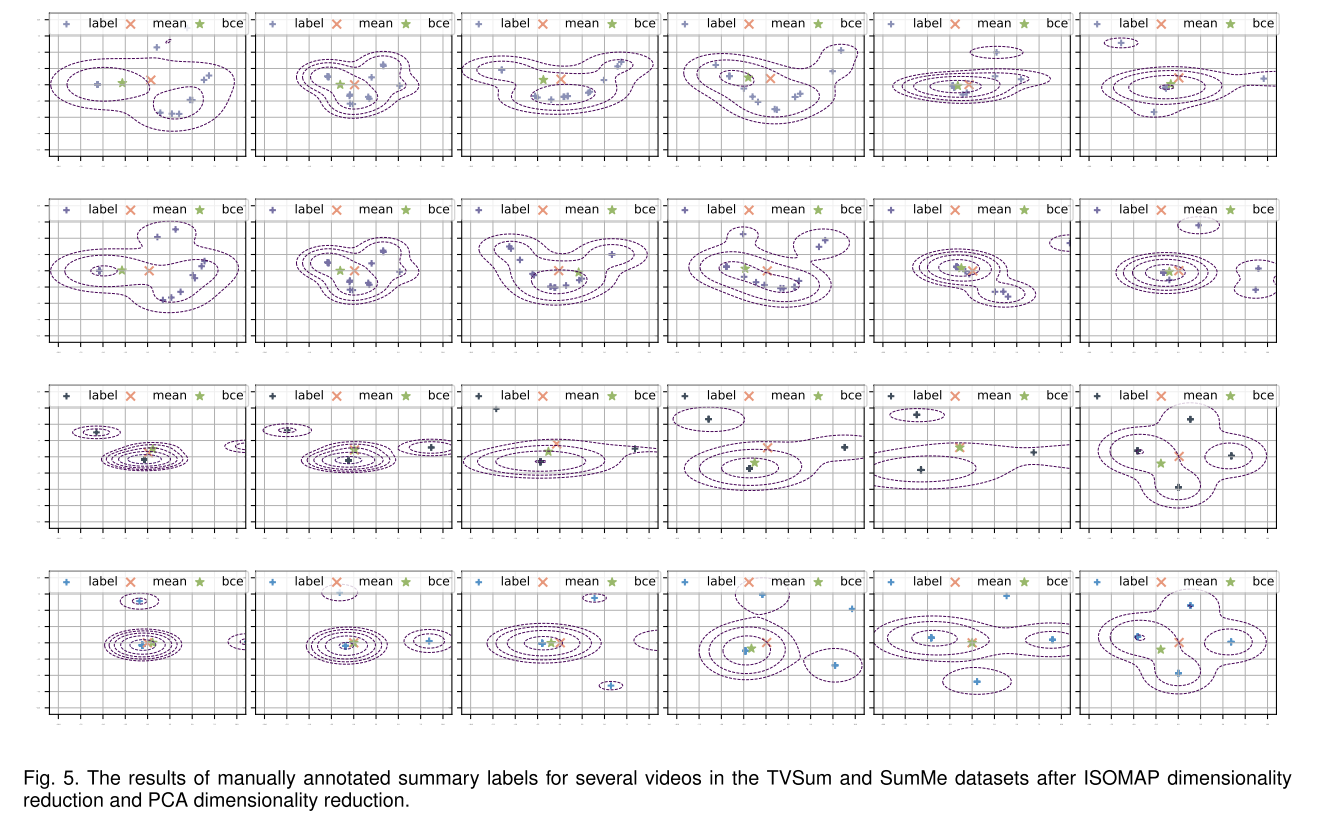 label mean bce label mean bce label mean bce label mean bce label mean bce label mean bce
label mean bce label mean bce label mean bce label mean bce label mean bce label mean bce
label mean bce label mean bce label mean bce label mean bce label mean bce label mean bce
label mean bce label mean bce label mean bce label mean bce label mean bce label mean bce
Fig. 5. The results of manually annotated summary labels for several videos in the TVSum and SumMe datasets after ISOMAP dimensionality
reduction and PCA dimensionality reduction.